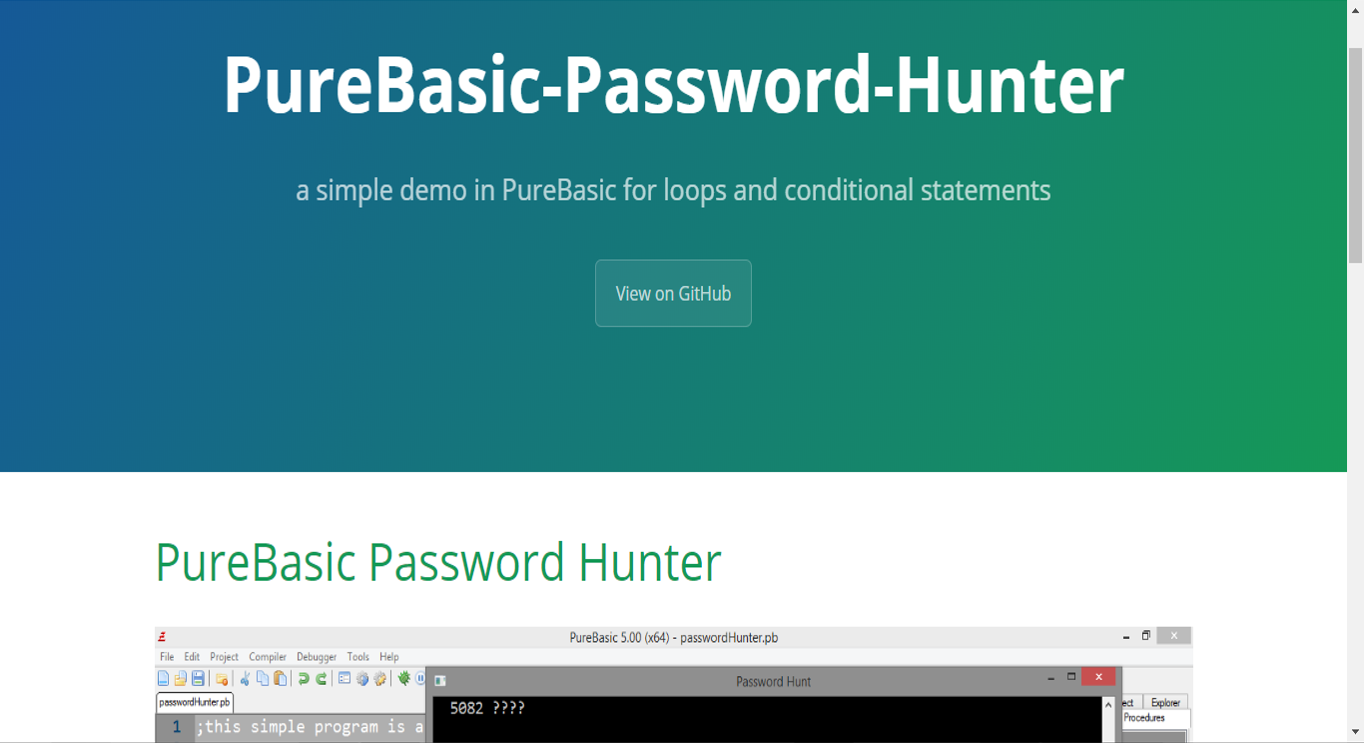 PureBasic-Password-Hunter
a simple demo in PureBasic for loops and conditional statements
View on GitHub
PureBasic Password Hunter
PureBasic 5.00 (x64) - passwordHunter.pb
File Edit Project Compiler Debugger Tools Help
Password Hunt
passwordHunter.pb
5082 ????
ect Explorer
Procedures
1 ;this simple program is a